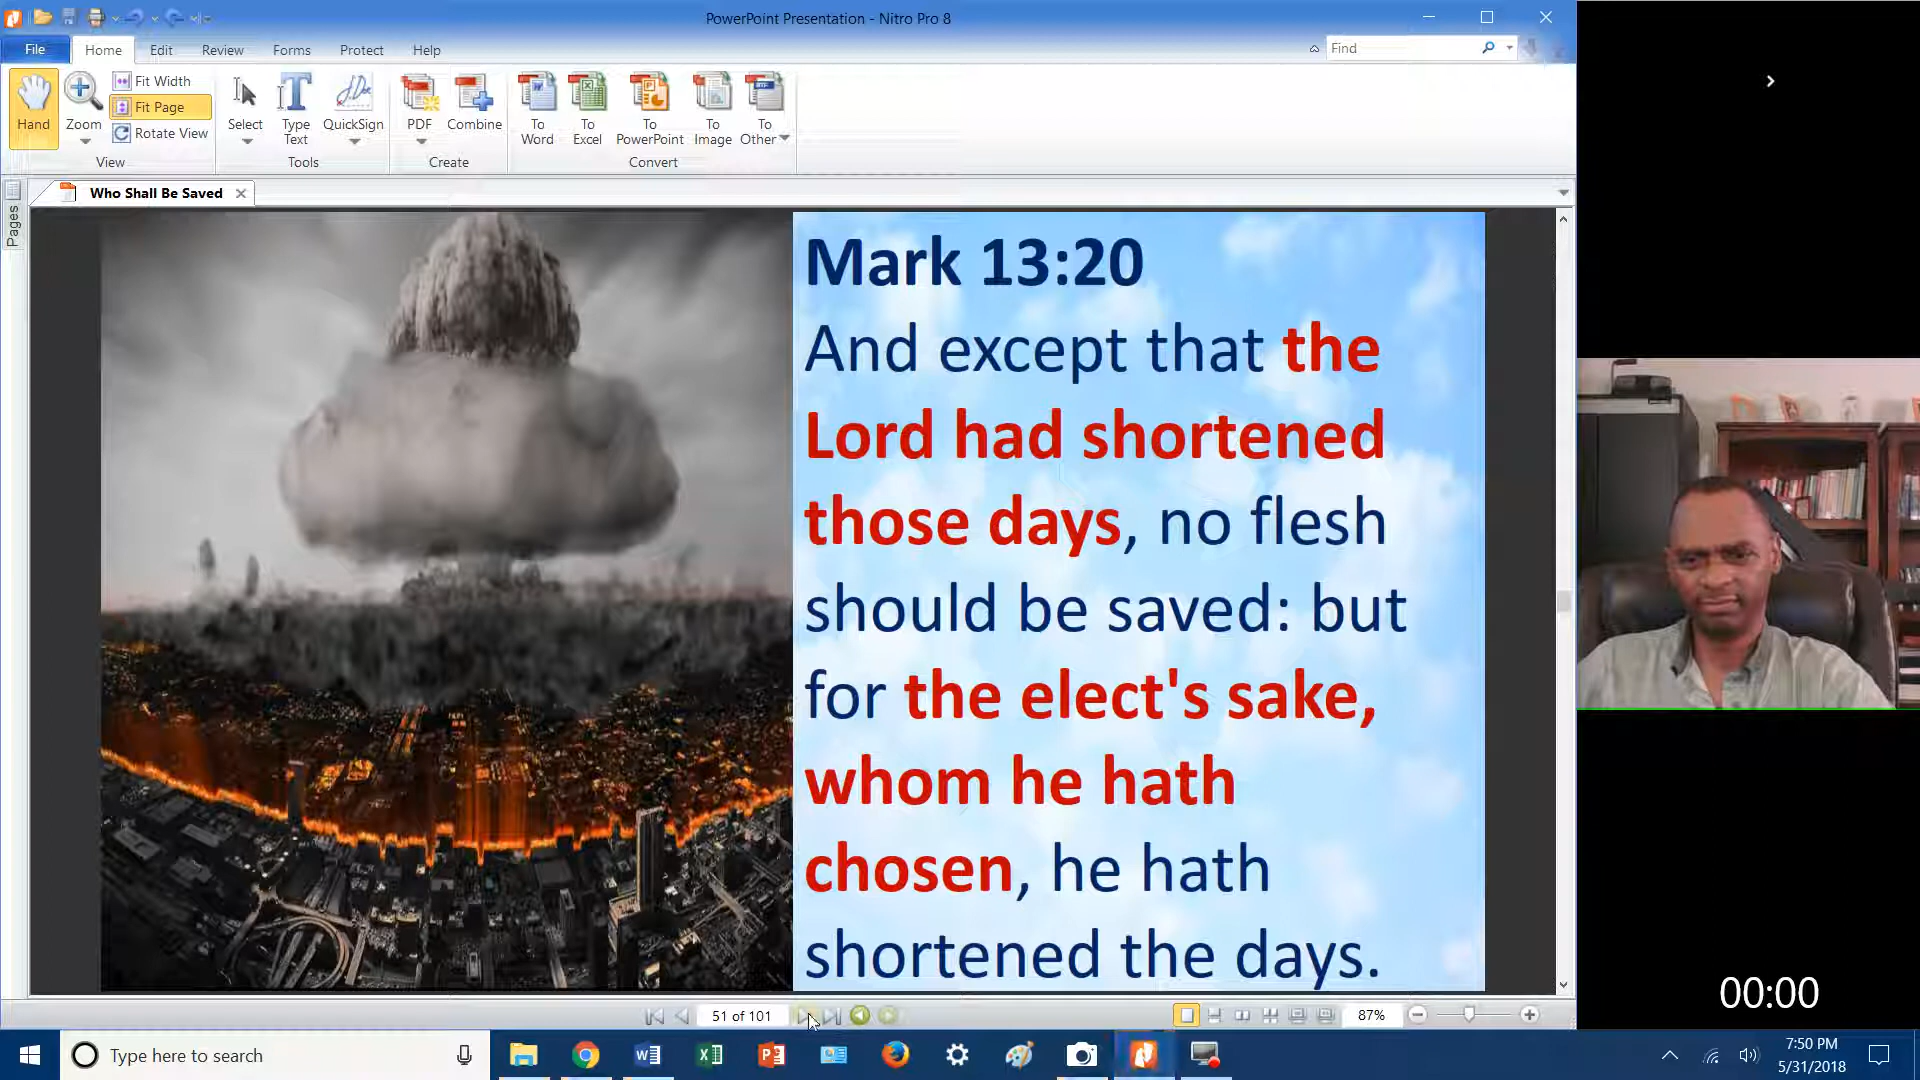 PowerPoint Presentation - Nitro Pro 8
File Home Edit Review Forms Protect Help
Find
Hand
Zoom
Fit Width
Fit Page
Rotate View
View
Select
Type Text
QuickSign
Tools
PDF
Combine
Create
To Word
To Excel
To PowerPoint
To Image
To Other
Convert
Who Shall Be Saved
Pages
Mark 13:20
And except that the
Lord had shortened
those days, no flesh
should be saved: but
for the elect's sake,
whom he hath
chosen, he hath
shortened the days.
00:00
51 of 101
87%
Type here to search
7:50 PM
5/31/2018